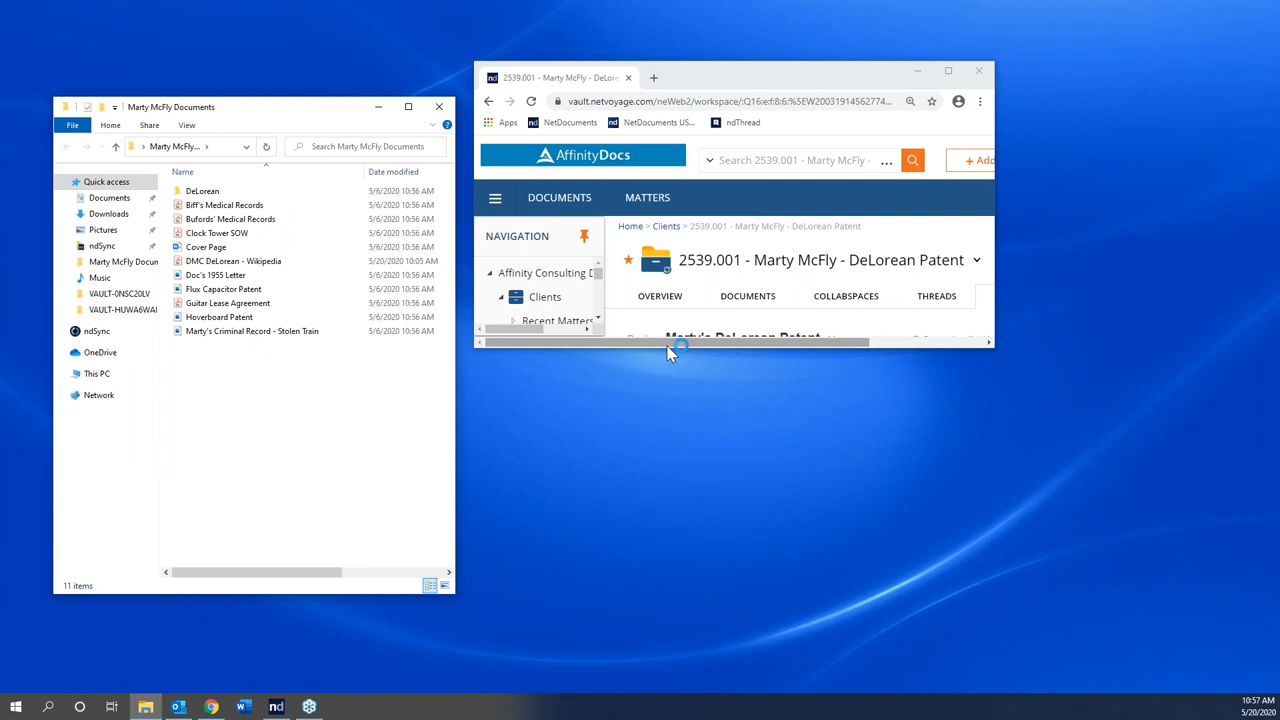 Marty McFly Documents
File Home Share View
Marty McFly...
Search Marty McFly Documents
Name Date modified
Quick access
Documents
Downloads
Pictures
ndSync
Marty McFly Docun
Music
VAULT-0NSC20LV
VAULT-HUWA6WAI
ndSync
OneDrive
This PC
Network
DeLorean 5/6/2020 10:56 AM
Biff's Medical Records 5/6/2020 10:56 AM
Bufords' Medical Records 5/6/2020 10:56 AM
Clock Tower SOW 5/6/2020 10:56 AM
Cover Page 5/6/2020 10:56 AM
DMC DeLorean - Wikipedia 5/20/2020 10:05 AM
Doc's 1955 Letter 5/6/2020 10:56 AM
Flux Capacitor Patent 5/6/2020 10:56 AM
Guitar Lease Agreement 5/6/2020 10:56 AM
Hoverboard Patent 5/6/2020 10:56 AM
Marty's Criminal Record - Stolen Train 5/6/2020 10:56 AM
11 items
nd 2539.001 - Marty McFly - DeLore
vault.netvoyage.com/neWeb2/workspace/:Q16:e:f:8:6:%5EW20031914562774...
Apps nd NetDocuments nd NetDocuments US... ndThread
AffinityDocs
Search 2539.001 - Marty McFly - ...
+ Add
DOCUMENTS MATTERS
NAVIGATION
Affinity Consulting D
Clients
Recent Matters
Home > Clients > 2539.001 - Marty McFly - DeLorean Patent
2539.001 - Marty McFly - DeLorean Patent
OVERVIEW DOCUMENTS COLLABSPACES THREADS
Marty's DeLorean Patent
nd
10:57 AM
5/20/2020